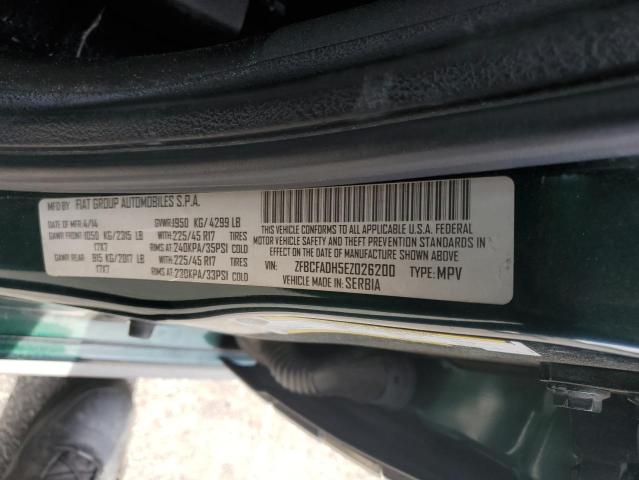 MFD BY: FIAT GROUP AUTOMOBILES S.P.A.
DATE OF MFR:4/14 GVWR:1950 KG/4299 LB
GAWR FRONT:1050 KG/2315 LB WITH:225/45 R17 TIRES
17X7 RIMS AT:240KPA/35PSI COLD
GAWR REAR: 915 KG/2017 LB WITH:225/45 R17 TIRES
17X7 RIMS AT:230KPA/33PSI COLD
THIS VEHICLE CONFORMS TO ALL APPLICABLE U.S.A. FEDERAL
MOTOR VEHICLE SAFETY, BUMPER, AND THEFT PREVENTION STANDARDS IN
EFFECT ON THE DATE OF MANUFACTURE SHOWN ABOVE.
VIN: ZFBCFADH5EZ026200 TYPE: MPV
VEHICLE MADE IN: SERBIA